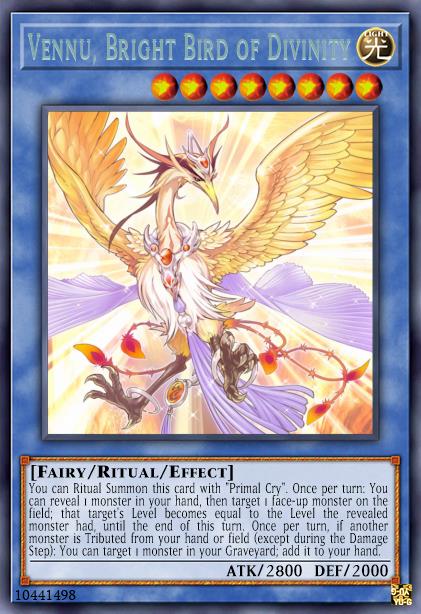 Vennu, Bright Bird of Divinity
LIGHT
光
[Fairy/Ritual/Effect]
You can Ritual Summon this card with "Primal Cry". Once per turn: You
can reveal 1 monster in your hand, then target 1 face-up monster on the
field; that target's Level becomes equal to the Level the revealed
monster had, until the end of this turn. Once per turn, if another
monster is Tributed from your hand or field (except during the Damage
Step): You can target 1 monster in your Graveyard; add it to your hand.
ATK/2800 DEF/2000
10441498